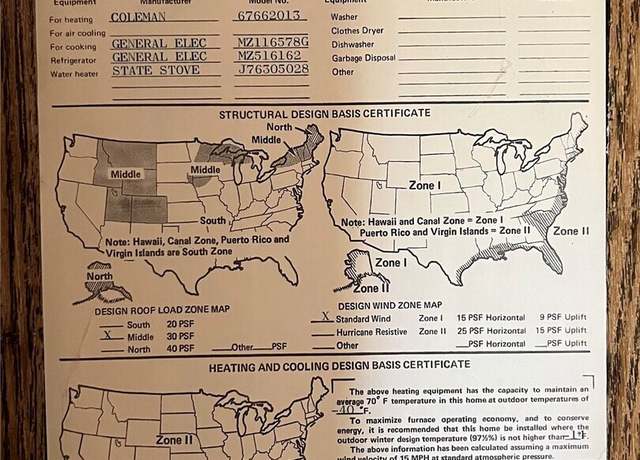 Equipment Manufacturer Model No. Equipment
For heating COLEMAN 67662013 Washer
For air cooling Clothes Dryer
For cooking GENERAL ELEC MZ116578G Dishwasher
Refrigerator GENERAL ELEC MZ516162 Garbage Disposal
Water heater STATE STOVE J76305028 Other
STRUCTURAL DESIGN BASIS CERTIFICATE
North
Middle
Middle
Middle
South
Note: Hawaii, Canal Zone, Puerto Rico and
Virgin Islands are South Zone
North
Zone I
Note: Hawaii and Canal Zone = Zone I
Puerto Rico and Virgin Islands = Zone II
Zone II
Zone I
Zone II
DESIGN ROOF LOAD ZONE MAP
South 20 PSF
X Middle 30 PSF
North 40 PSF Other PSF
DESIGN WIND ZONE MAP
X Standard Wind Zone I 15 PSF Horizontal 9 PSF Uplift
Hurricane Resistive Zone II 25 PSF Horizontal 15 PSF Uplift
Other PSF Horizontal PSF Uplift
HEATING AND COOLING DESIGN BASIS CERTIFICATE
Zone II
The above heating equipment has the capacity to maintain an
average 70° F temperature in this home at outdoor temperatures of
-40 °F.
To maximize furnace operating economy, and to conserve
energy, it is recommended that this home be installed where the
outdoor winter design temperature (97½%) is not higher than °F.
The above information has been calculated assuming a maximum
wind velocity of 15 MPH at standard atmospheric pressure.